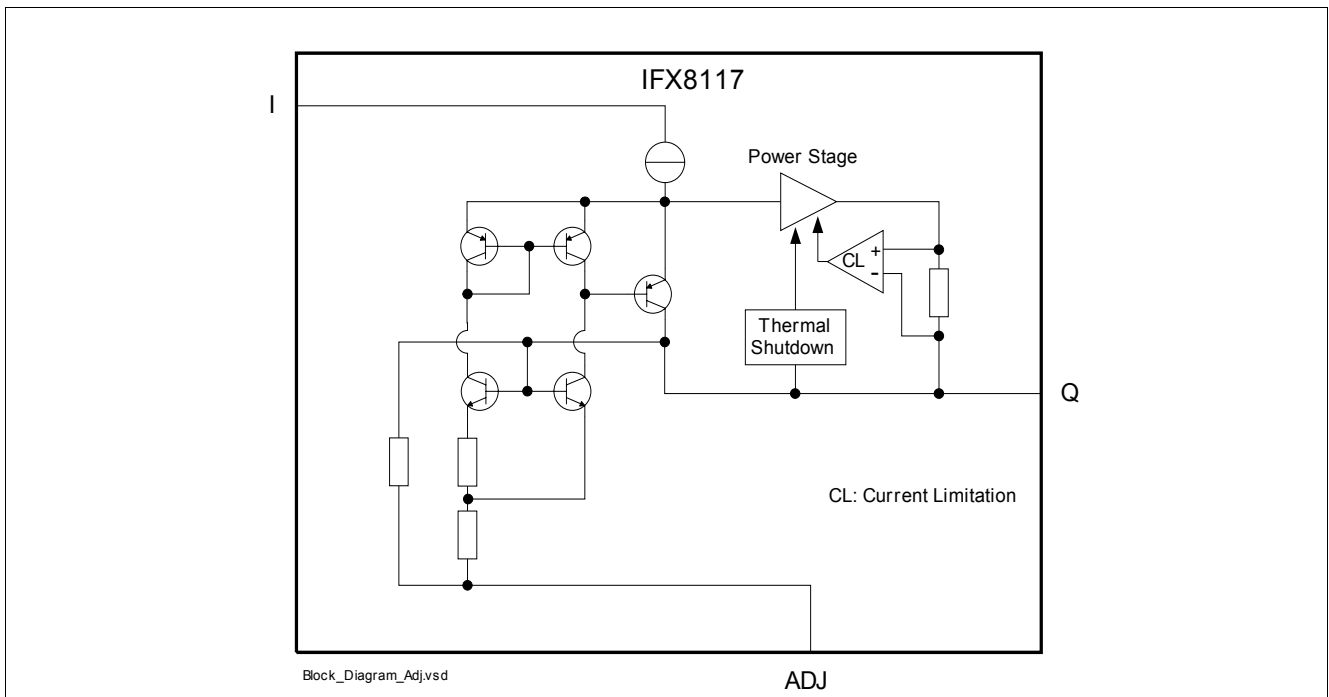 IFX8117
I
Power Stage
CL
+
-
Thermal
Shutdown
Q
CL: Current Limitation
Block_Diagram_Adj.vsd
ADJ